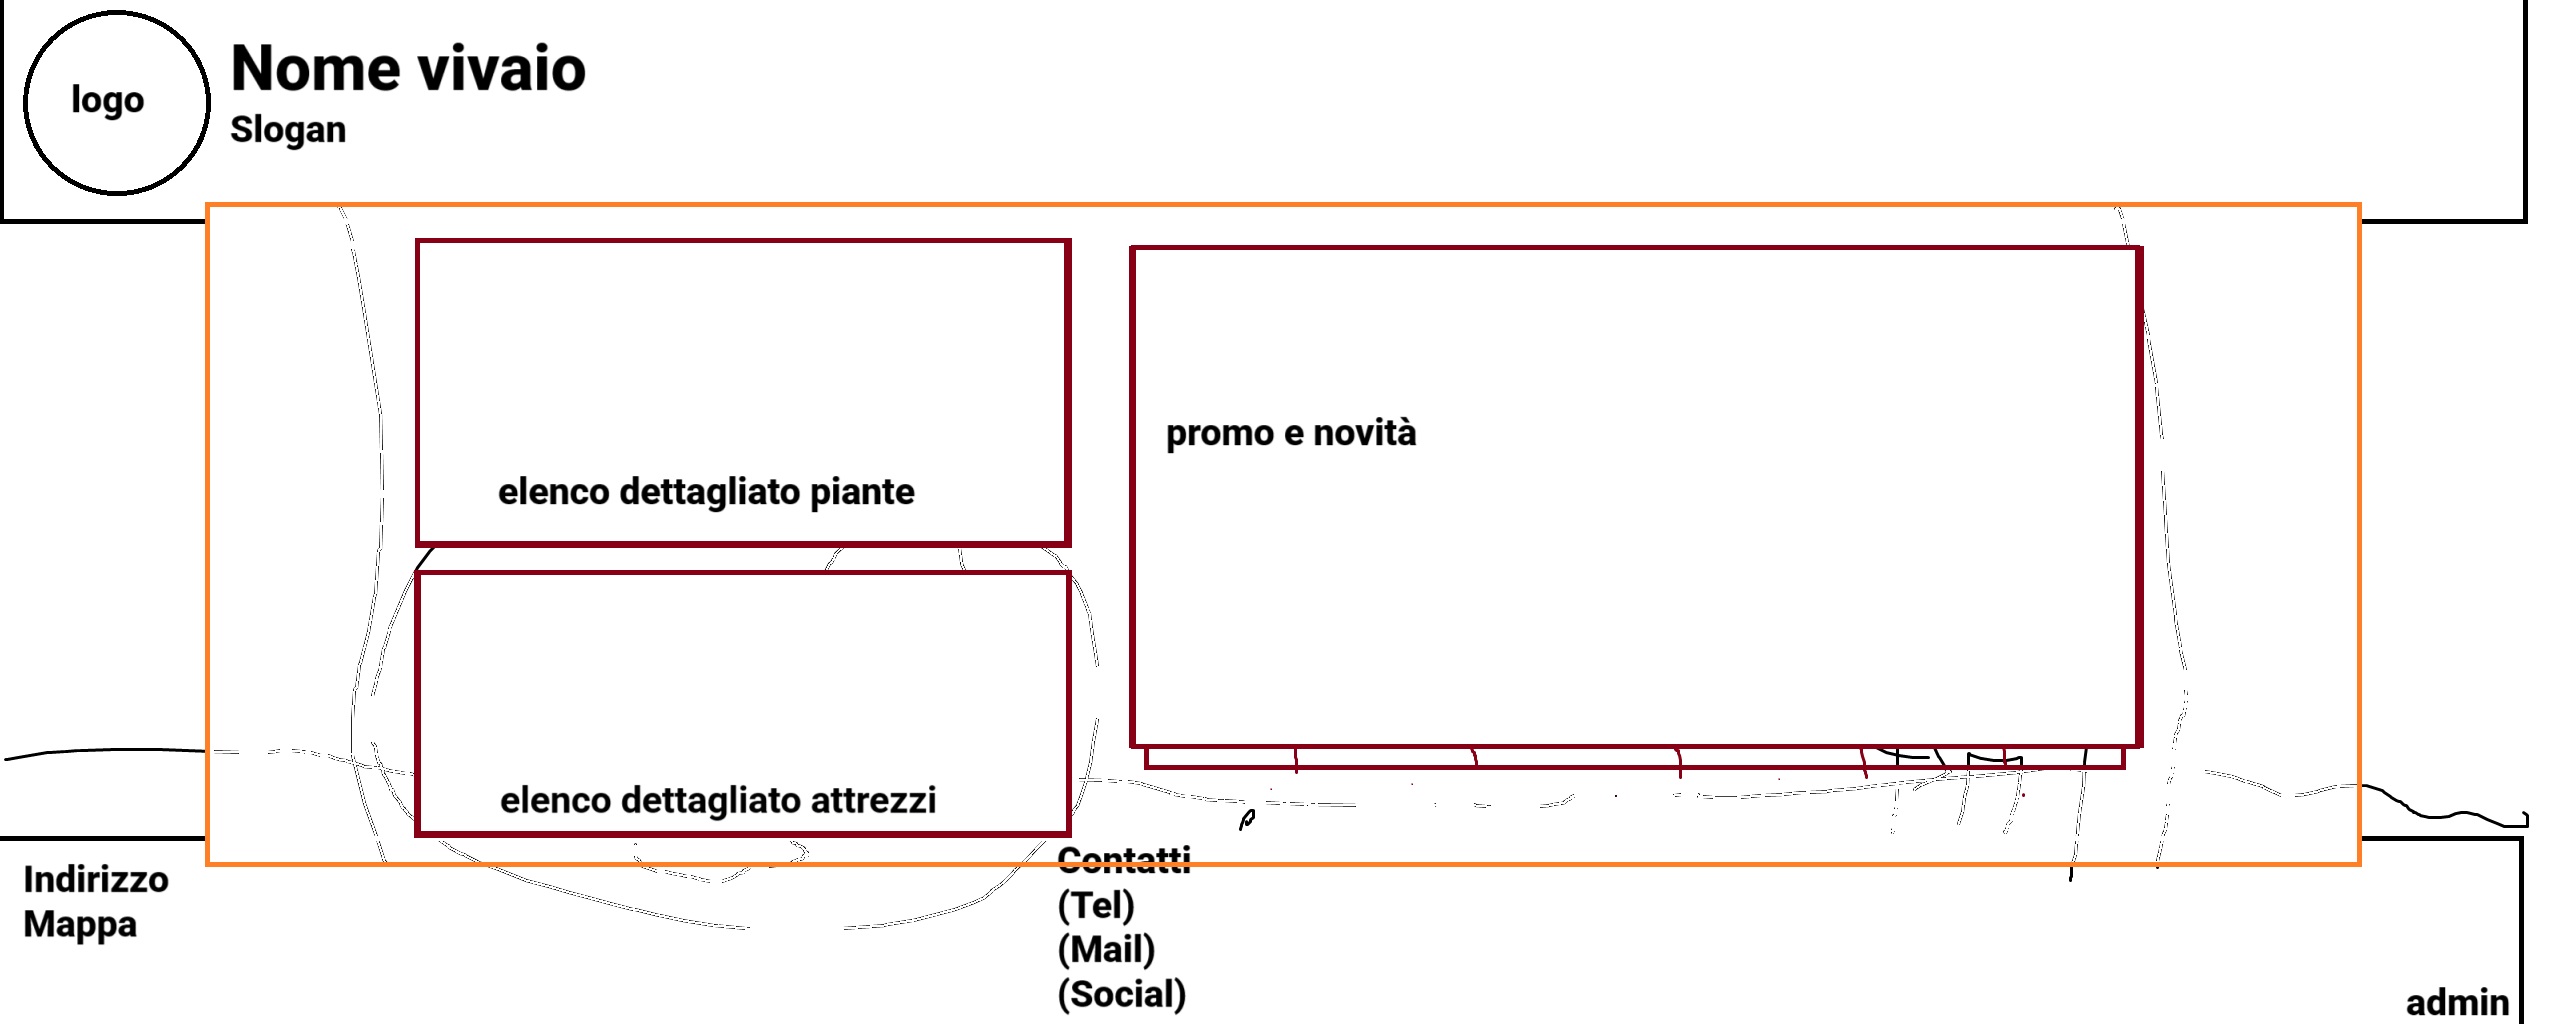 logo
Nome vivaio
Slogan
elenco dettagliato piante
promo e novità
elenco dettagliato attrezzi
Indirizzo
Mappa
Contatti
(Tel)
(Mail)
(Social)
admin